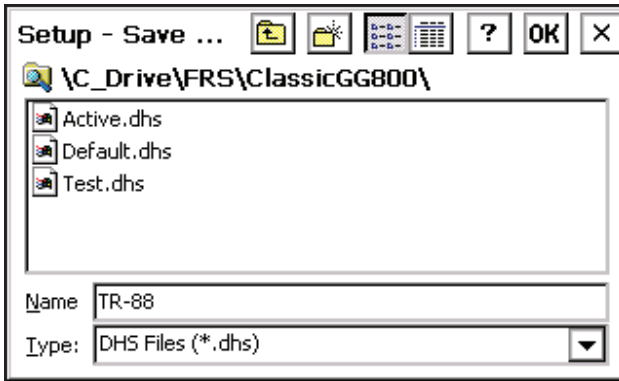 Setup - Save ... ? OK ×
\C_Drive\FRS\ClassicGG800\
Active.dhs
Default.dhs
Test.dhs
Name TR-88
Type: DHS Files (*.dhs)